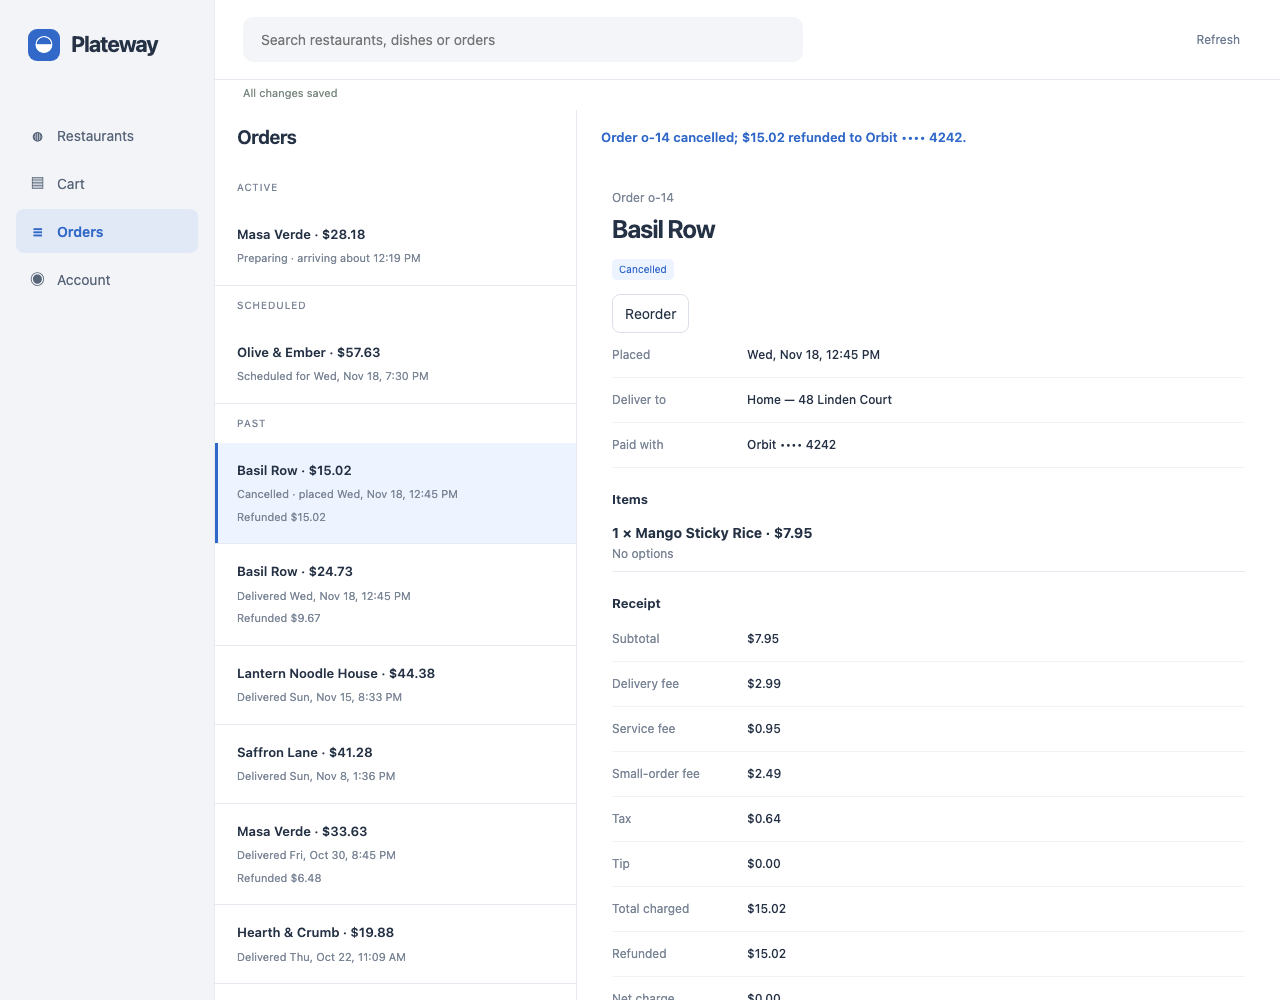 Plateway
Search restaurants, dishes or orders
Refresh
All changes saved
Restaurants
Cart
Orders
Account
Orders
ACTIVE
Masa Verde · $28.18
Preparing · arriving about 12:19 PM
SCHEDULED
Olive & Ember · $57.63
Scheduled for Wed, Nov 18, 7:30 PM
PAST
Basil Row · $15.02
Cancelled · placed Wed, Nov 18, 12:45 PM
Refunded $15.02
Basil Row · $24.73
Delivered Wed, Nov 18, 12:45 PM
Refunded $9.67
Lantern Noodle House · $44.38
Delivered Sun, Nov 15, 8:33 PM
Saffron Lane · $41.28
Delivered Sun, Nov 8, 1:36 PM
Masa Verde · $33.63
Delivered Fri, Oct 30, 8:45 PM
Refunded $6.48
Hearth & Crumb · $19.88
Delivered Thu, Oct 22, 11:09 AM
Order o-14 cancelled; $15.02 refunded to Orbit •••• 4242.
Order o-14
Basil Row
Cancelled
Reorder
Placed Wed, Nov 18, 12:45 PM
Deliver to Home — 48 Linden Court
Paid with Orbit •••• 4242
Items
1 × Mango Sticky Rice · $7.95
No options
Receipt
Subtotal $7.95
Delivery fee $2.99
Service fee $0.95
Small-order fee $2.49
Tax $0.64
Tip $0.00
Total charged $15.02
Refunded $15.02
Net charge $0.00